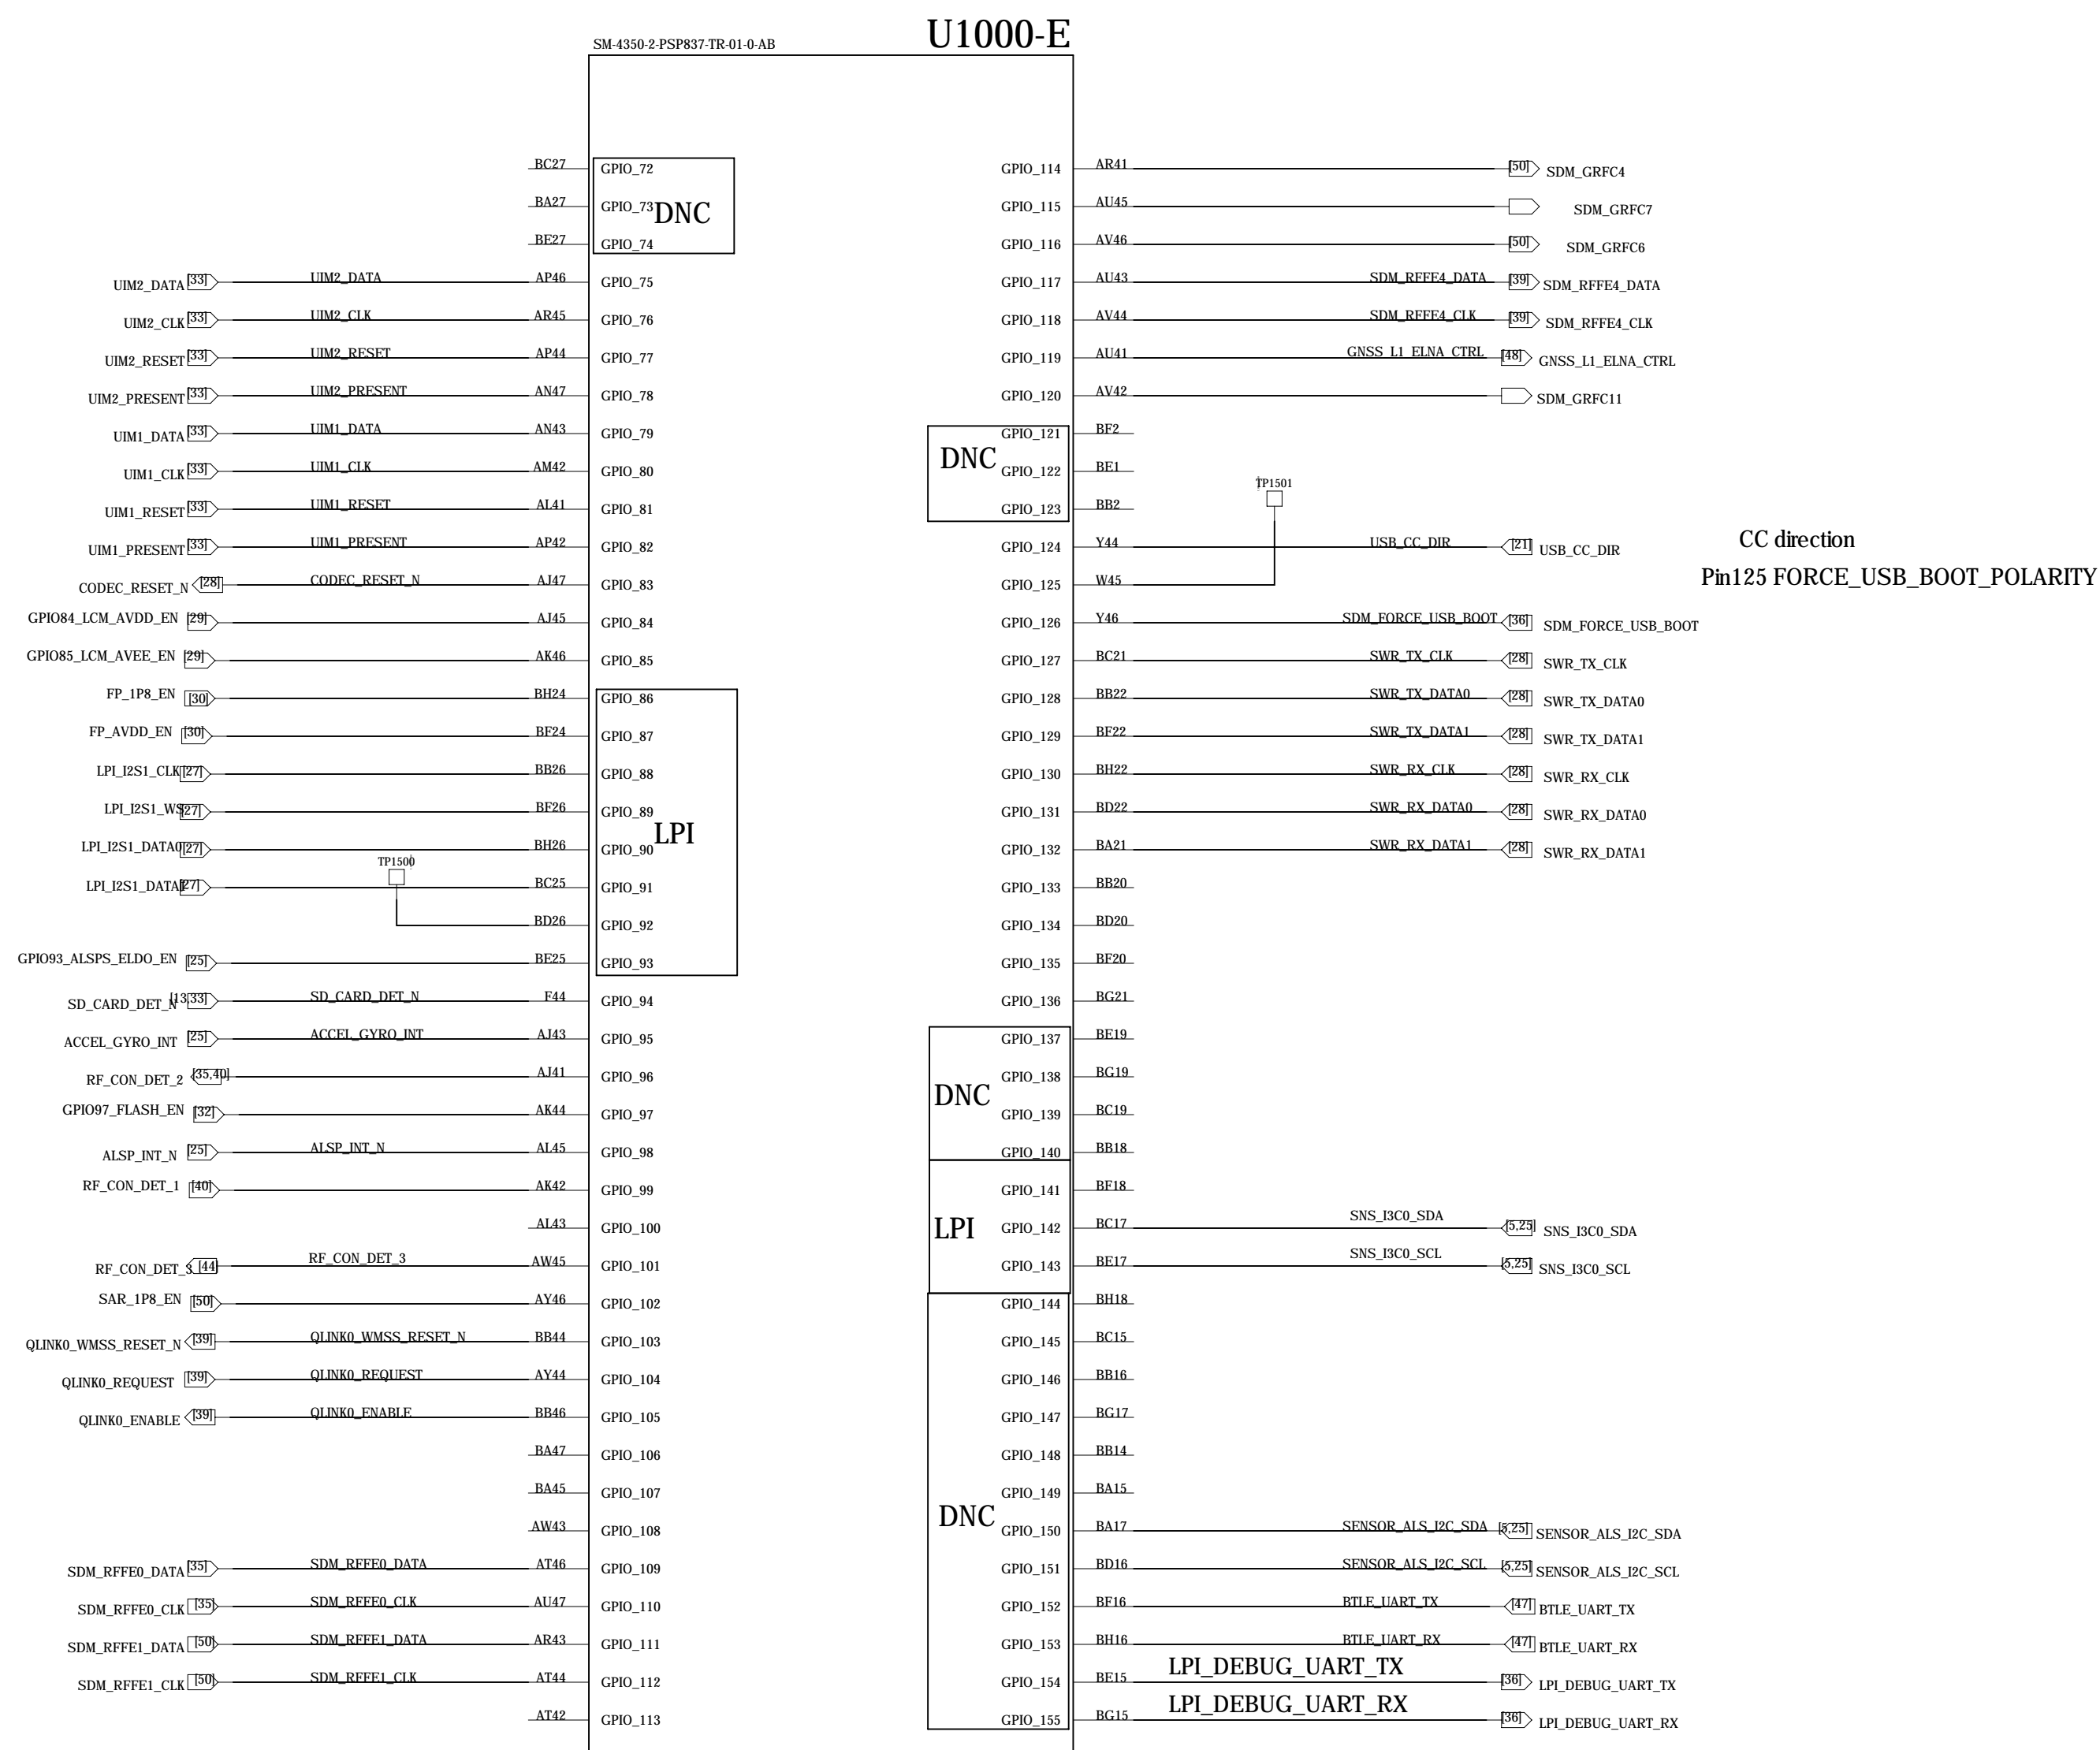 U1000-E
SM-4350-2-PSP837-TR-01-0-AB
BC27 GPIO_72 GPIO_114 AR41 [50] SDM_GRFC4
BA27 GPIO_73 DNC GPIO_115 AU45 SDM_GRFC7
BE27 GPIO_74 GPIO_116 AV46 [50] SDM_GRFC6
UIM2_DATA [33] UIM2_DATA AP46 GPIO_75 GPIO_117 AU43 SDM_RFFE4_DATA [39] SDM_RFFE4_DATA
UIM2_CLK [33] UIM2_CLK AR45 GPIO_76 GPIO_118 AV44 SDM_RFFE4_CLK [39] SDM_RFFE4_CLK
UIM2_RESET [33] UIM2_RESET AP44 GPIO_77 GPIO_119 AU41 GNSS_L1_ELNA_CTRL [48] GNSS_L1_ELNA_CTRL
UIM2_PRESENT [33] UIM2_PRESENT AN47 GPIO_78 GPIO_120 AV42 SDM_GRFC11
UIM1_DATA [33] UIM1_DATA AN43 GPIO_79 GPIO_121 BF2
DNC
UIM1_CLK [33] UIM1_CLK AM42 GPIO_80 GPIO_122 BE1
TP1501
UIM1_RESET [33] UIM1_RESET AL41 GPIO_81 GPIO_123 BB2
UIM1_PRESENT [33] UIM1_PRESENT AP42 GPIO_82 GPIO_124 Y44 USB_CC_DIR [21] USB_CC_DIR CC direction
CODEC_RESET_N [28] CODEC_RESET_N AJ47 GPIO_83 GPIO_125 W45 Pin125 FORCE_USB_BOOT_POLARITY
GPIO84_LCM_AVDD_EN [29] AJ45 GPIO_84 GPIO_126 Y46 SDM_FORCE_USB_BOOT [36] SDM_FORCE_USB_BOOT
GPIO85_LCM_AVEE_EN [29] AK46 GPIO_85 GPIO_127 BC21 SWR_TX_CLK [28] SWR_TX_CLK
FP_1P8_EN [30] BH24 GPIO_86 GPIO_128 BB22 SWR_TX_DATA0 [28] SWR_TX_DATA0
FP_AVDD_EN [30] BF24 GPIO_87 GPIO_129 BF22 SWR_TX_DATA1 [28] SWR_TX_DATA1
LPI_I2S1_CLK [27] BB26 GPIO_88 GPIO_130 BH22 SWR_RX_CLK [28] SWR_RX_CLK
LPI_I2S1_WS [27] BF26 GPIO_89 GPIO_131 BD22 SWR_RX_DATA0 [28] SWR_RX_DATA0
LPI
LPI_I2S1_DATA0 [27] BH26 GPIO_90 GPIO_132 BA21 SWR_RX_DATA1 [28] SWR_RX_DATA1
TP1500
LPI_I2S1_DATA1 [27] BC25 GPIO_91 GPIO_133 BB20
BD26 GPIO_92 GPIO_134 BD20
GPIO93_ALSPS_ELDO_EN [25] BE25 GPIO_93 GPIO_135 BF20
SD_CARD_DET_N [13,33] SD_CARD_DET_N F44 GPIO_94 GPIO_136 BG21
ACCEL_GYRO_INT [25] ACCEL_GYRO_INT AJ43 GPIO_95 GPIO_137 BE19
RF_CON_DET_2 [35,40] AJ41 GPIO_96 GPIO_138 BG19
DNC
GPIO97_FLASH_EN [32] AK44 GPIO_97 GPIO_139 BC19
ALSP_INT_N [25] ALSP_INT_N AL45 GPIO_98 GPIO_140 BB18
RF_CON_DET_1 [40] AK42 GPIO_99 GPIO_141 BF18
AL43 GPIO_100 LPI GPIO_142 BC17 SNS_I3C0_SDA [5,25] SNS_I3C0_SDA
RF_CON_DET_3 [44] RF_CON_DET_3 AW45 GPIO_101 GPIO_143 BE17 SNS_I3C0_SCL [5,25] SNS_I3C0_SCL
SAR_1P8_EN [50] AY46 GPIO_102 GPIO_144 BH18
QLINK0_WMSS_RESET_N [39] QLINK0_WMSS_RESET_N BB44 GPIO_103 GPIO_145 BC15
QLINK0_REQUEST [39] QLINK0_REQUEST AY44 GPIO_104 GPIO_146 BB16
QLINK0_ENABLE [39] QLINK0_ENABLE BB46 GPIO_105 GPIO_147 BG17
BA47 GPIO_106 GPIO_148 BB14
BA45 GPIO_107 GPIO_149 BA15
AW43 GPIO_108 DNC GPIO_150 BA17 SENSOR_ALS_I2C_SDA [5,25] SENSOR_ALS_I2C_SDA
SDM_RFFE0_DATA [35] SDM_RFFE0_DATA AT46 GPIO_109 GPIO_151 BD16 SENSOR_ALS_I2C_SCL [5,25] SENSOR_ALS_I2C_SCL
SDM_RFFE0_CLK [35] SDM_RFFE0_CLK AU47 GPIO_110 GPIO_152 BF16 BTLE_UART_TX [47] BTLE_UART_TX
SDM_RFFE1_DATA [50] SDM_RFFE1_DATA AR43 GPIO_111 GPIO_153 BH16 BTLE_UART_RX [47] BTLE_UART_RX
SDM_RFFE1_CLK [50] SDM_RFFE1_CLK AT44 GPIO_112 GPIO_154 BE15 LPI_DEBUG_UART_TX [36] LPI_DEBUG_UART_TX
AT42 GPIO_113 GPIO_155 BG15 LPI_DEBUG_UART_RX [36] LPI_DEBUG_UART_RX